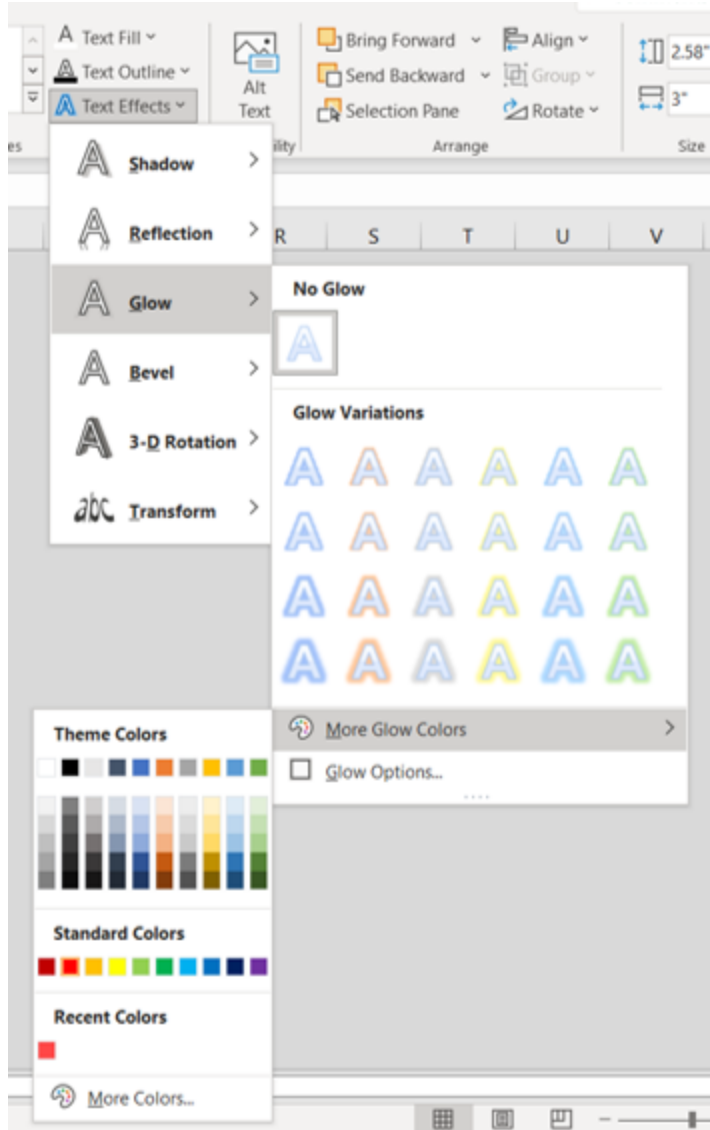 Text Fill
Text Outline
Text Effects
Alt
Text
Bring Forward
Send Backward
Selection Pane
Align
Group
Rotate
2.58"
3"
es
ility
Arrange
Size
R S T U V
Shadow
Reflection
Glow
Bevel
3-D Rotation
abc Transform
No Glow
Glow Variations
More Glow Colors
Glow Options...
Theme Colors
Standard Colors
Recent Colors
More Colors...